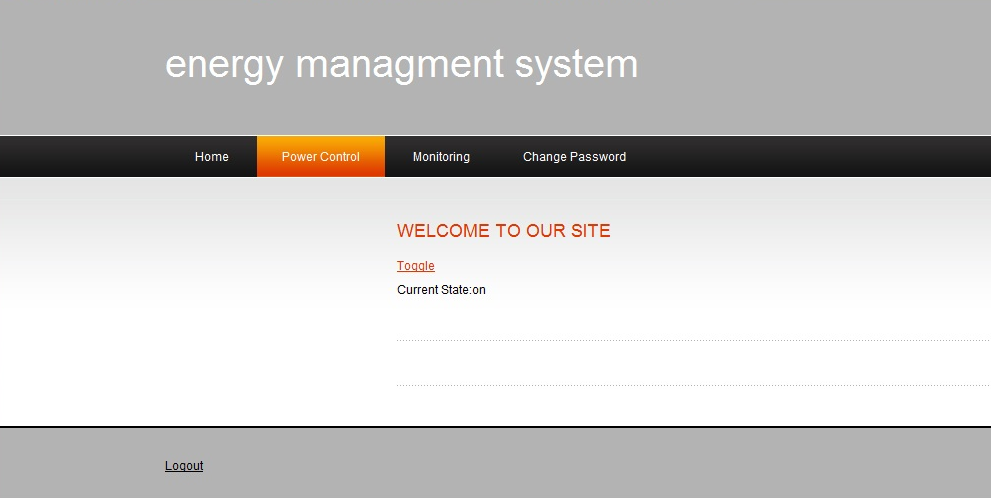 energy managment system
Home Power Control Monitoring Change Password
WELCOME TO OUR SITE
Toggle
Current State:on
Logout